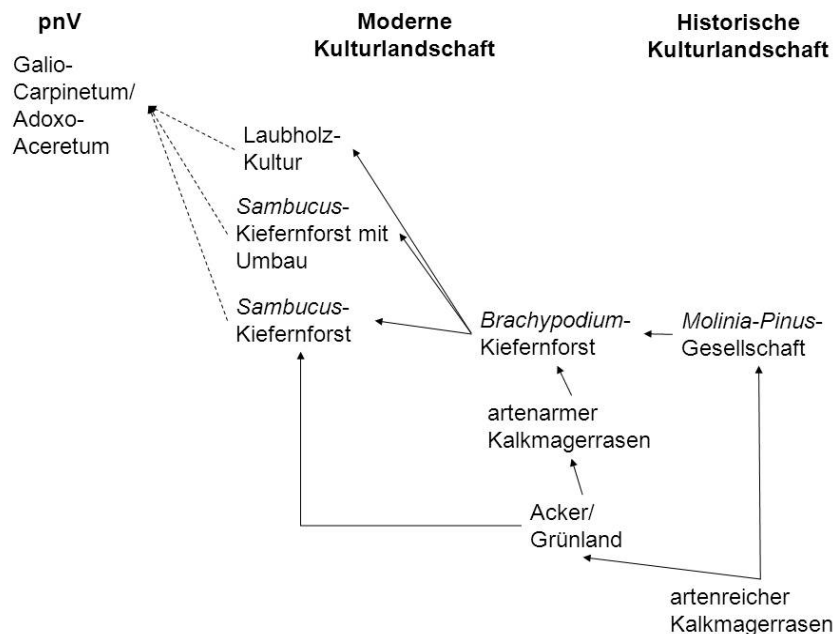 pnV
Moderne
Kulturlandschaft
Historische
Kulturlandschaft
Galio-
Carpinetum/
Adoxo-
Aceretum
Laubholz-
Kultur
Sambucus-
Kiefernforst mit
Umbau
Sambucus-
Kiefernforst
Brachypodium-
Kiefernforst
Molinia-Pinus-
Gesellschaft
artenarmer
Kalkmagerrasen
Acker/
Grünland
artenreicher
Kalkmagerrasen